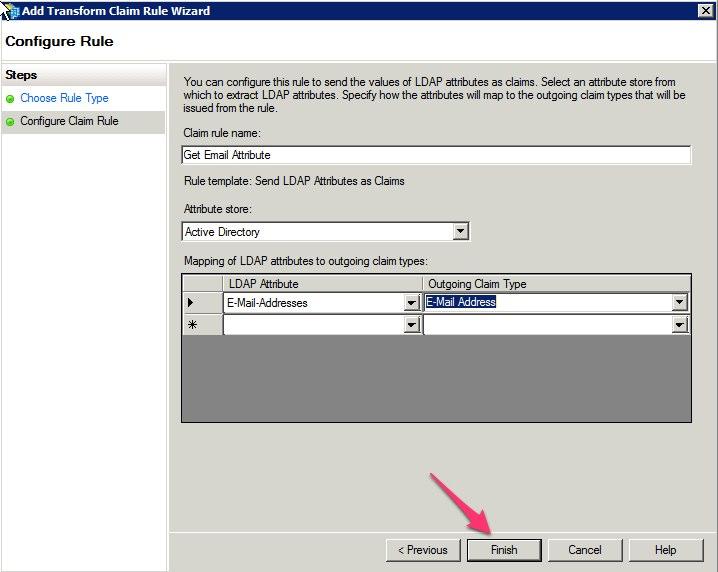 Add Transform Claim Rule Wizard
Configure Rule
Steps
Choose Rule Type
Configure Claim Rule
You can configure this rule to send the values of LDAP attributes as claims. Select an attribute store from
which to extract LDAP attributes. Specify how the attributes will map to the outgoing claim types that will be
issued from the rule.
Claim rule name:
Get Email Attribute
Rule template: Send LDAP Attributes as Claims
Attribute store:
Active Directory
Mapping of LDAP attributes to outgoing claim types:
LDAP Attribute Outgoing Claim Type
E-Mail-Addresses E-Mail Address
< Previous Finish Cancel Help